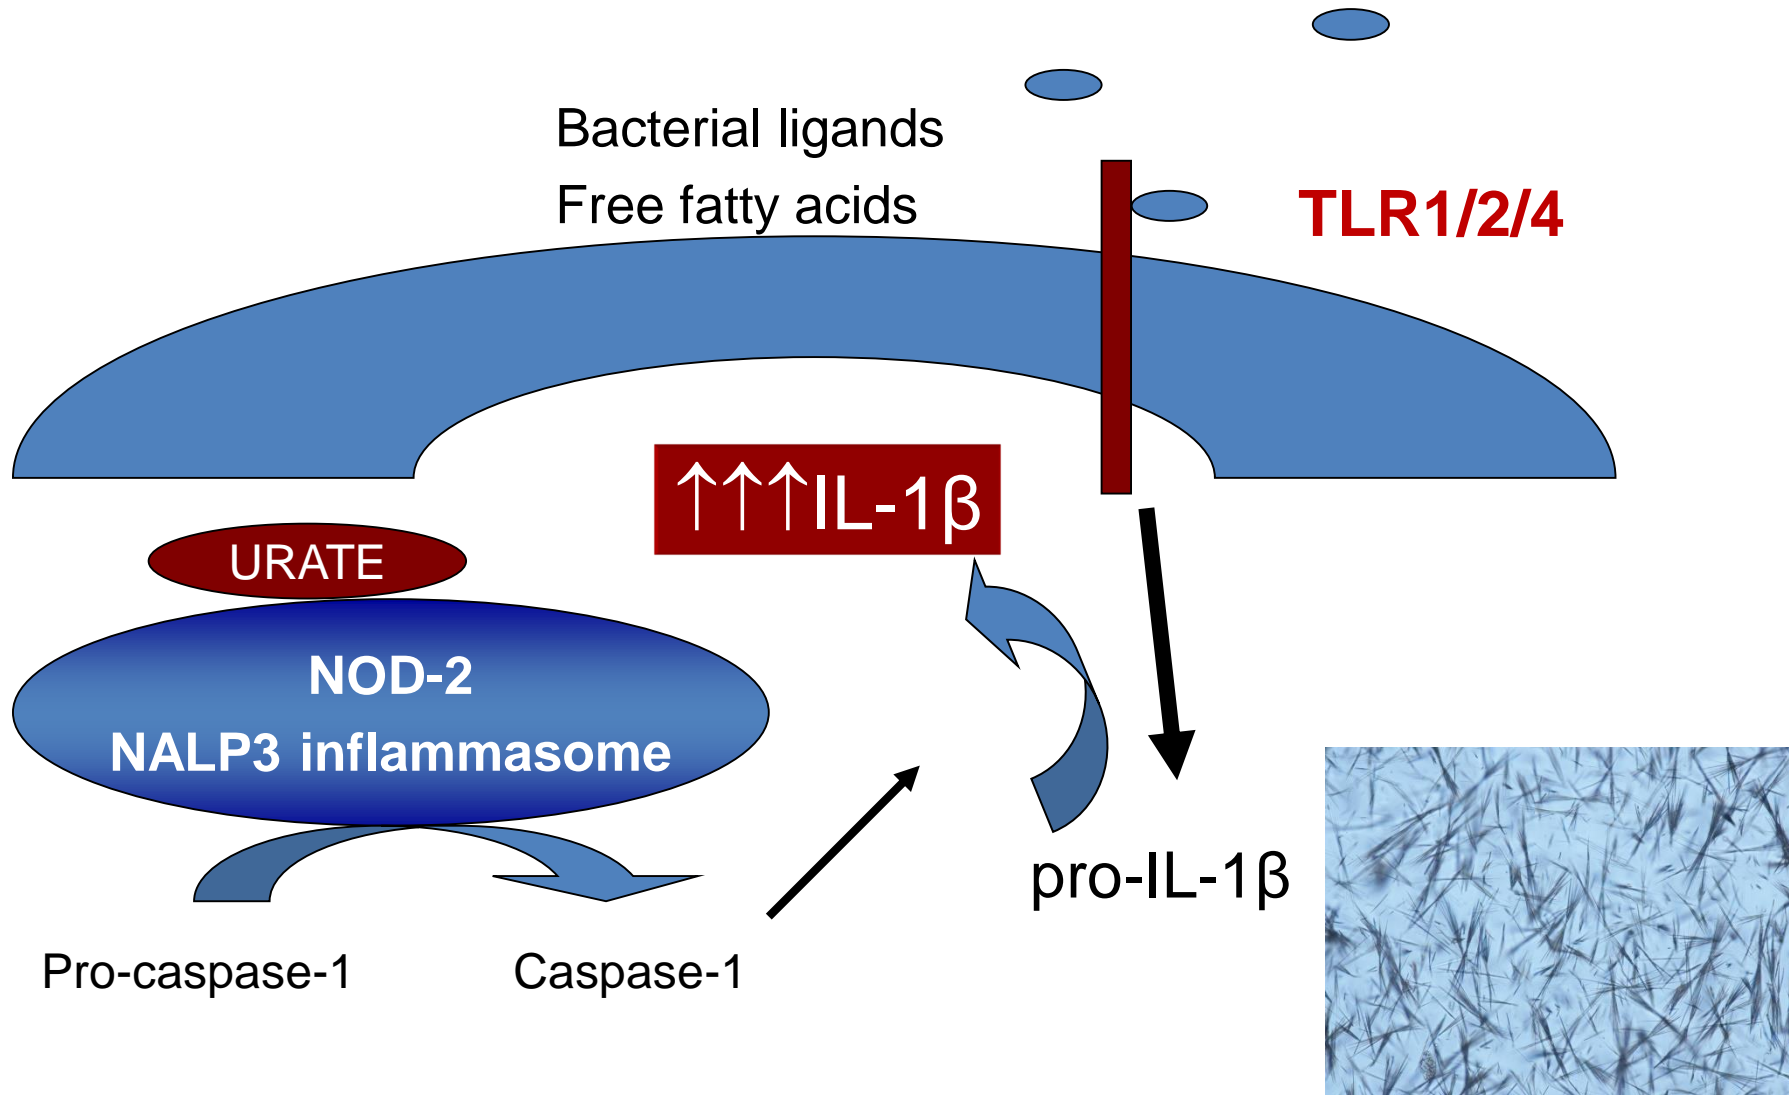 Bacterial ligands
Free fatty acids
TLR1/2/4
↑↑↑IL-1β
URATE
NOD-2
NALP3 inflammasome
pro-IL-1β
Pro-caspase-1
Caspase-1